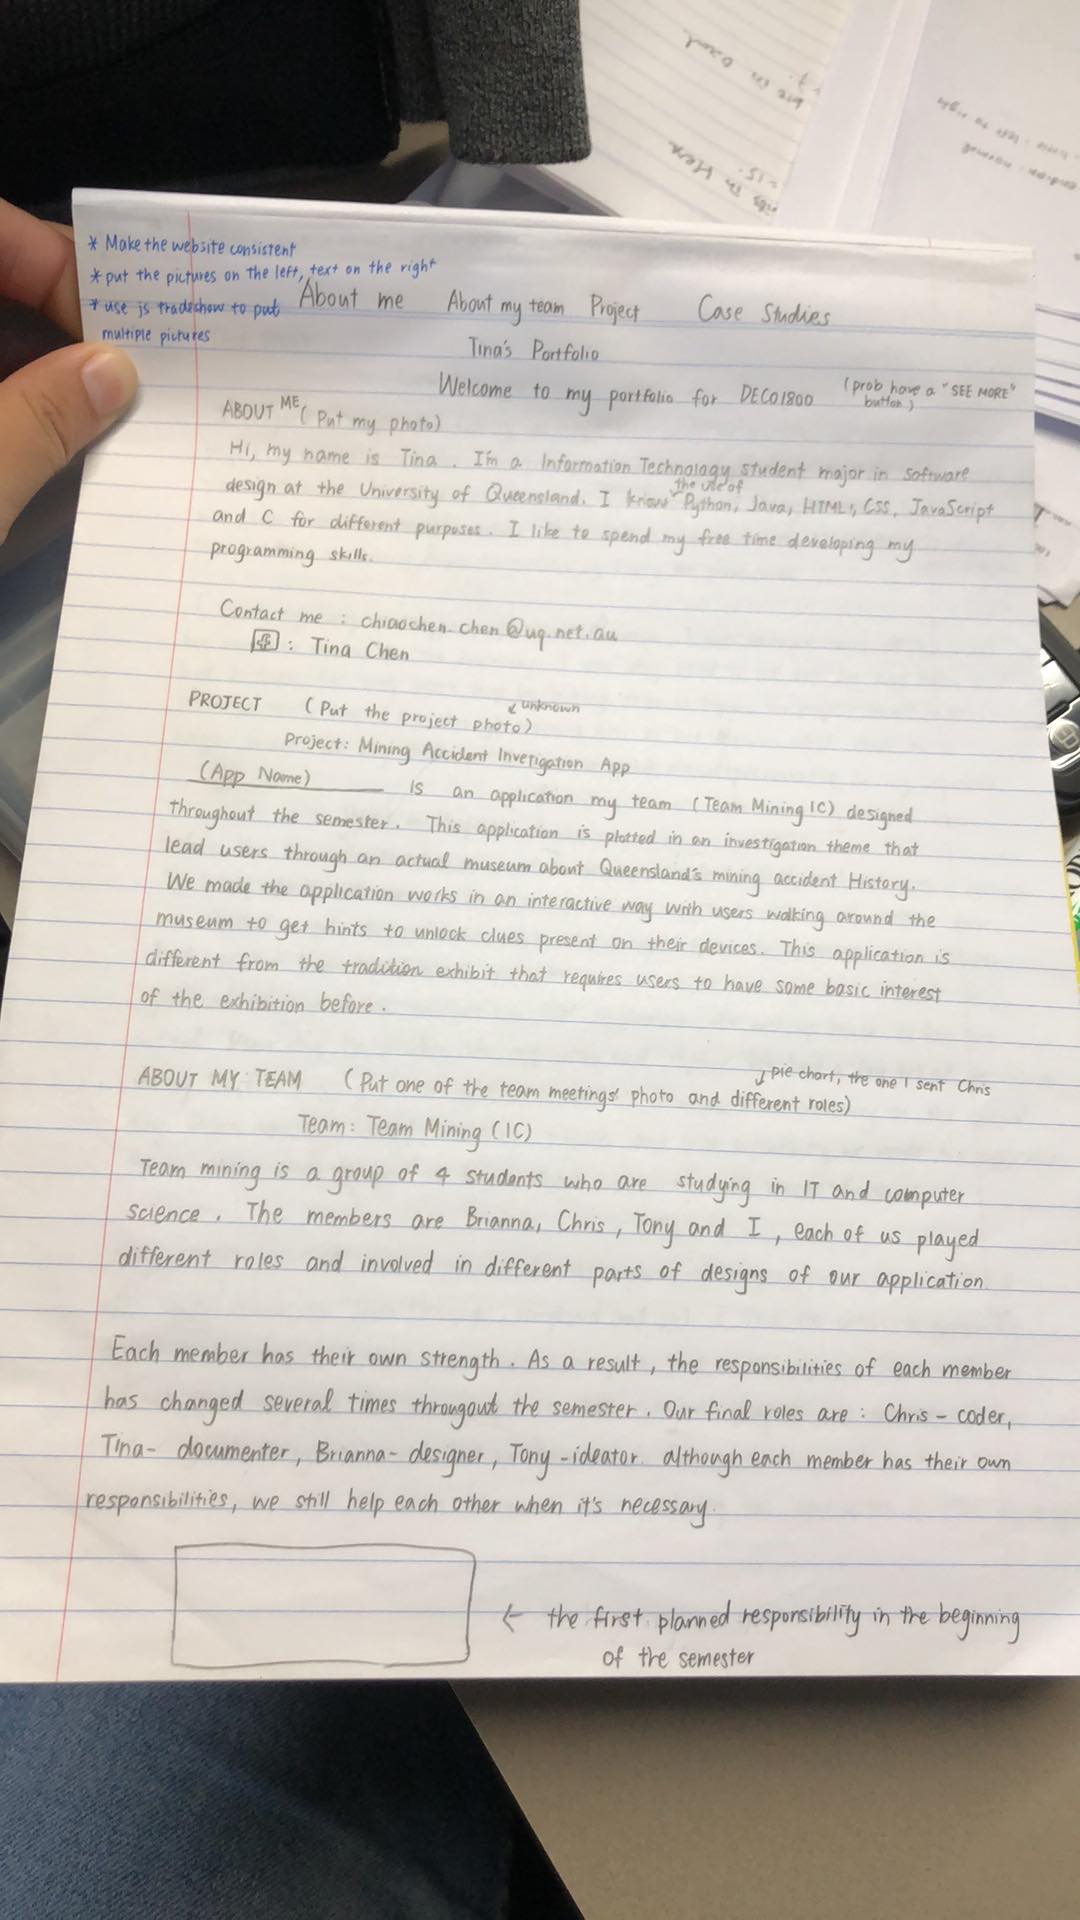 * Make the website consistent
* put the pictures on the left, text on the right
* use js tradeshow to put
multiple pictures
About me About my team Project Case Studies
Tina's Portfolio
Welcome to my portfolio for DECO1800 (prob have a "SEE MORE"
button)
ABOUT ME (Put my photo)
Hi, my name is Tina. I'm a Information Technology student major in software
design at the University of Queensland. I know the use of Python, Java, HTML, CSS, JavaScript
and C for different purposes. I like to spend my free time developing my
programming skills.
Contact me : chiaochen.chen@uq.net.au
: Tina Chen
PROJECT (Put the project photo) ↙ unknown
Project: Mining Accident Invetigation App
(App Name) is an application my team (Team Mining IC) designed
throughout the semester. This application is plotted in an investigation theme that
lead users through an actual museum about Queensland's mining accident History.
We made the application works in an interactive way with users walking around the
museum to get hints to unlock clues present on their devices. This application is
different from the tradition exhibit that requires users to have some basic interest
of the exhibition before.
↓ pie chart, the one I sent Chris
ABOUT MY TEAM (Put one of the team meetings' photo and different roles)
Team: Team Mining (IC)
Team mining is a group of 4 students who are studying in IT and computer
science. The members are Brianna, Chris, Tony and I, each of us played
different roles and involved in different parts of designs of our application.
Each member has their own strength. As a result, the responsibilities of each member
has changed several times througout the semester. Our final roles are : Chris - coder,
Tina- documenter, Brianna- designer, Tony -ideator. although each member has their own
responsibilities, we still help each other when it's necessary.
← the first planned responsibility in the beginning
of the semester
in Hex
= 15.